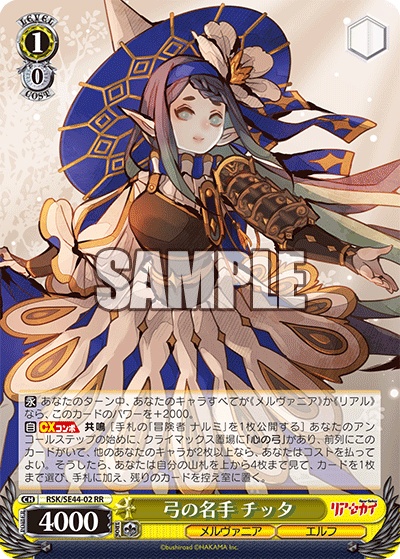 LEVEL
1
0
COST
SAMPLE
永 あなたのターン中、あなたのキャラすべてが《メルヴァニア》か《リアル》
なら、このカードのパワーを+2000。
自 CXコンボ 共鳴 [手札の「冒険者 ナルミ」を1枚公開する] あなたのアン
コールステップの始めに、クライマックス置場に「心の弓」があり、前列にこの
カードがいて、他のあなたのキャラが2枚以上なら、あなたはコストを払ってよ
い。そうしたら、あなたは自分の山札を上から4枚まで見て、カードを1枚
まで選び、手札に加え、残りのカードを控え室に置く。
CH RSK/SE44-02 RR
POWER 4000
弓の名手 チッタ
リアセカイ
メルヴァニア エルフ
©bushiroad ©NAKAMA Inc.